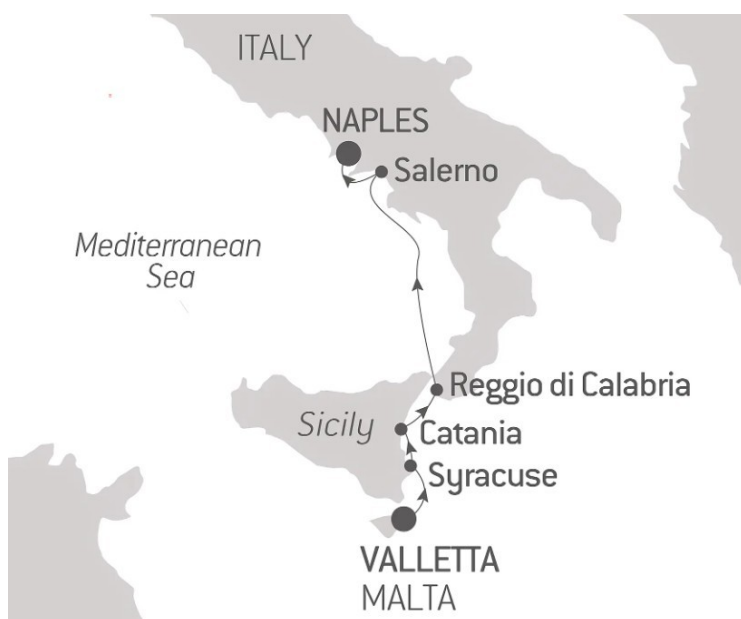 ITALY
NAPLES
Salerno
Mediterranean
Sea
Reggio di Calabria
Sicily
Catania
Syracuse
VALLETTA
MALTA